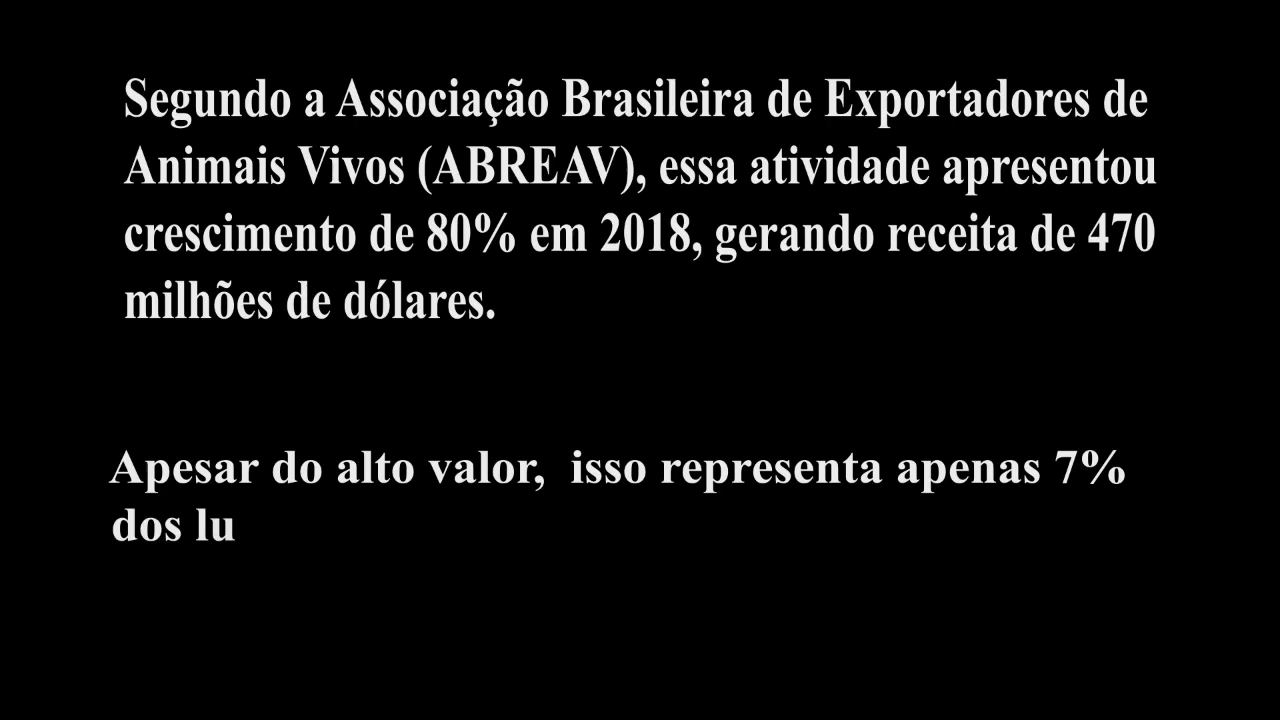 Segundo a Associação Brasileira de Exportadores de
Animais Vivos (ABREAV), essa atividade apresentou
crescimento de 80% em 2018, gerando receita de 470
milhões de dólares.
Apesar do alto valor, isso representa apenas 7%
dos lu